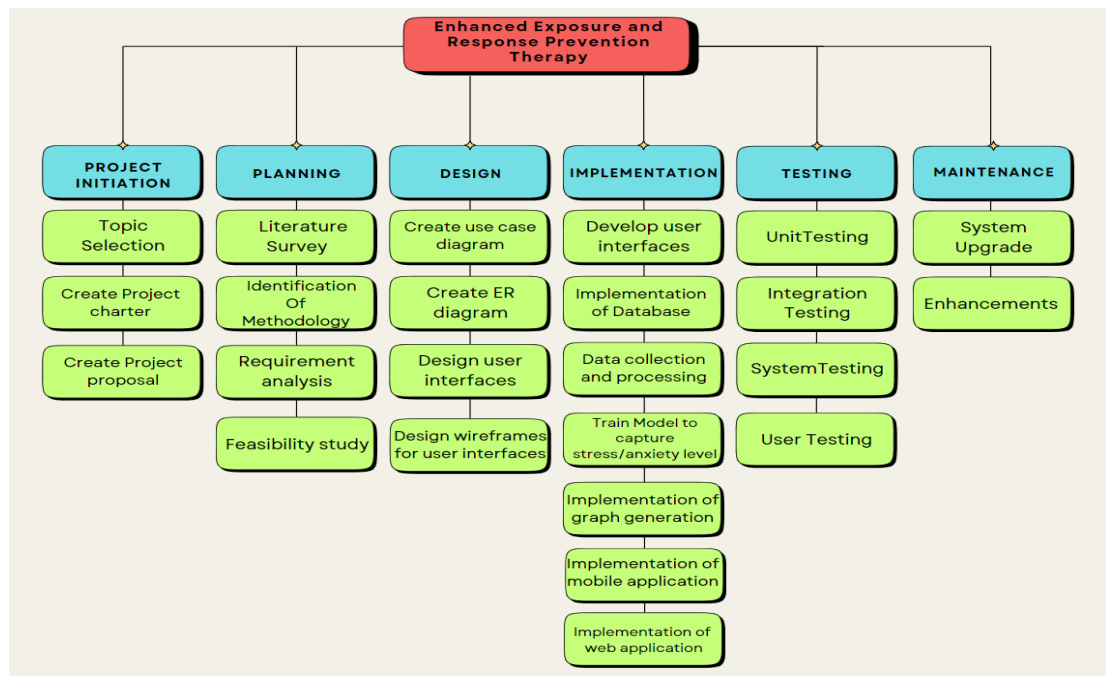 Enhanced Exposure and
Response Prevention
Therapy
PROJECT
INITIATION
Topic
Selection
Create Project
charter
Create Project
proposal
PLANNING
Literature
Survey
Identification
Of
Methodology
Requirement
analysis
Feasibility study
DESIGN
Create use case
diagram
Create ER
diagram
Design user
interfaces
Design wireframes
for user interfaces
IMPLEMENTATION
Develop user
interfaces
Implementation
of Database
Data collection
and processing
Train Model to
capture
stress/anxiety level
Implementation of
graph generation
Implementation of
mobile application
Implementation of
web application
TESTING
UnitTesting
Integration
Testing
SystemTesting
User Testing
MAINTENANCE
System
Upgrade
Enhancements